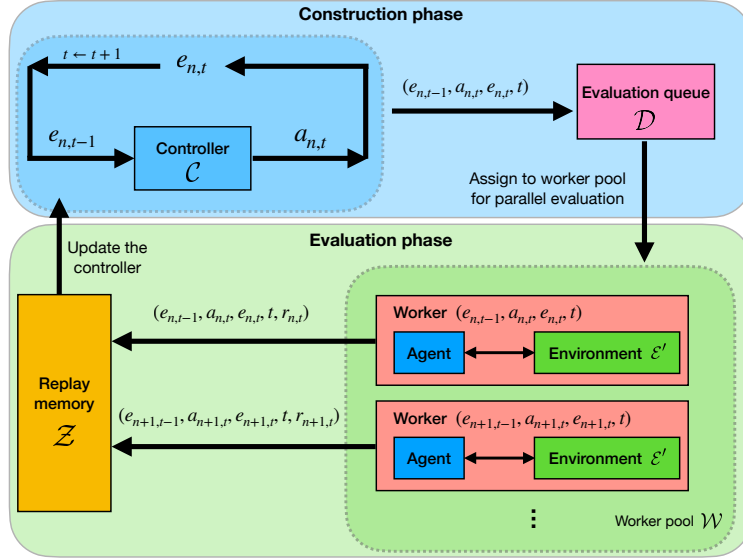 Construction phase
t ← t + 1
e_{n,t}
e_{n,t−1}
Controller
𝒞
a_{n,t}
(e_{n,t−1}, a_{n,t}, e_{n,t}, t)
Evaluation queue
𝒟
Assign to worker pool
for parallel evaluation
Update the
controller
Evaluation phase
Replay
memory
𝒵
(e_{n,t−1}, a_{n,t}, e_{n,t}, t, r_{n,t})
Worker (e_{n,t−1}, a_{n,t}, e_{n,t}, t)
Agent
Environment ℰ′
(e_{n+1,t−1}, a_{n+1,t}, e_{n+1,t}, t, r_{n+1,t})
Worker (e_{n+1,t−1}, a_{n+1,t}, e_{n+1,t}, t)
Agent
Environment ℰ′
⋮
Worker pool 𝒲